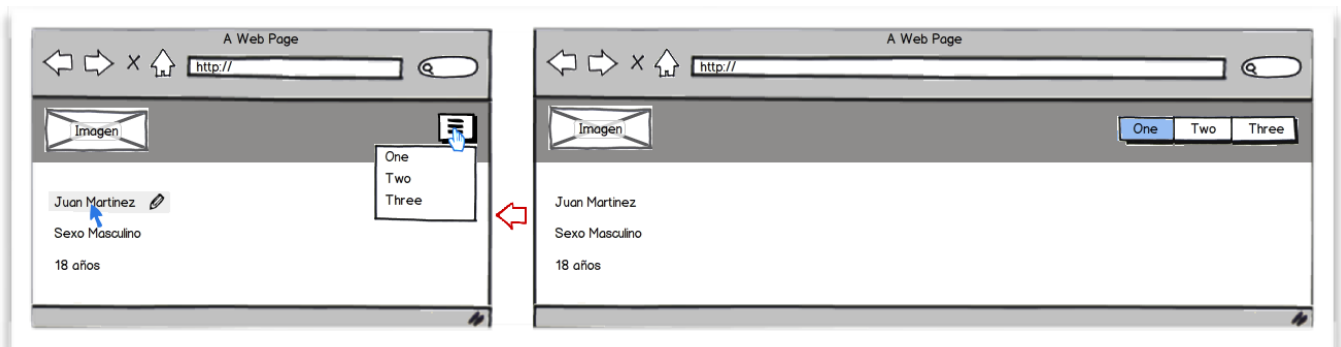 A Web Page
http://
Imagen
One
Two
Three
Juan Martinez
Sexo Masculino
18 años
A Web Page
http://
Imagen
One Two Three
Juan Martinez
Sexo Masculino
18 años